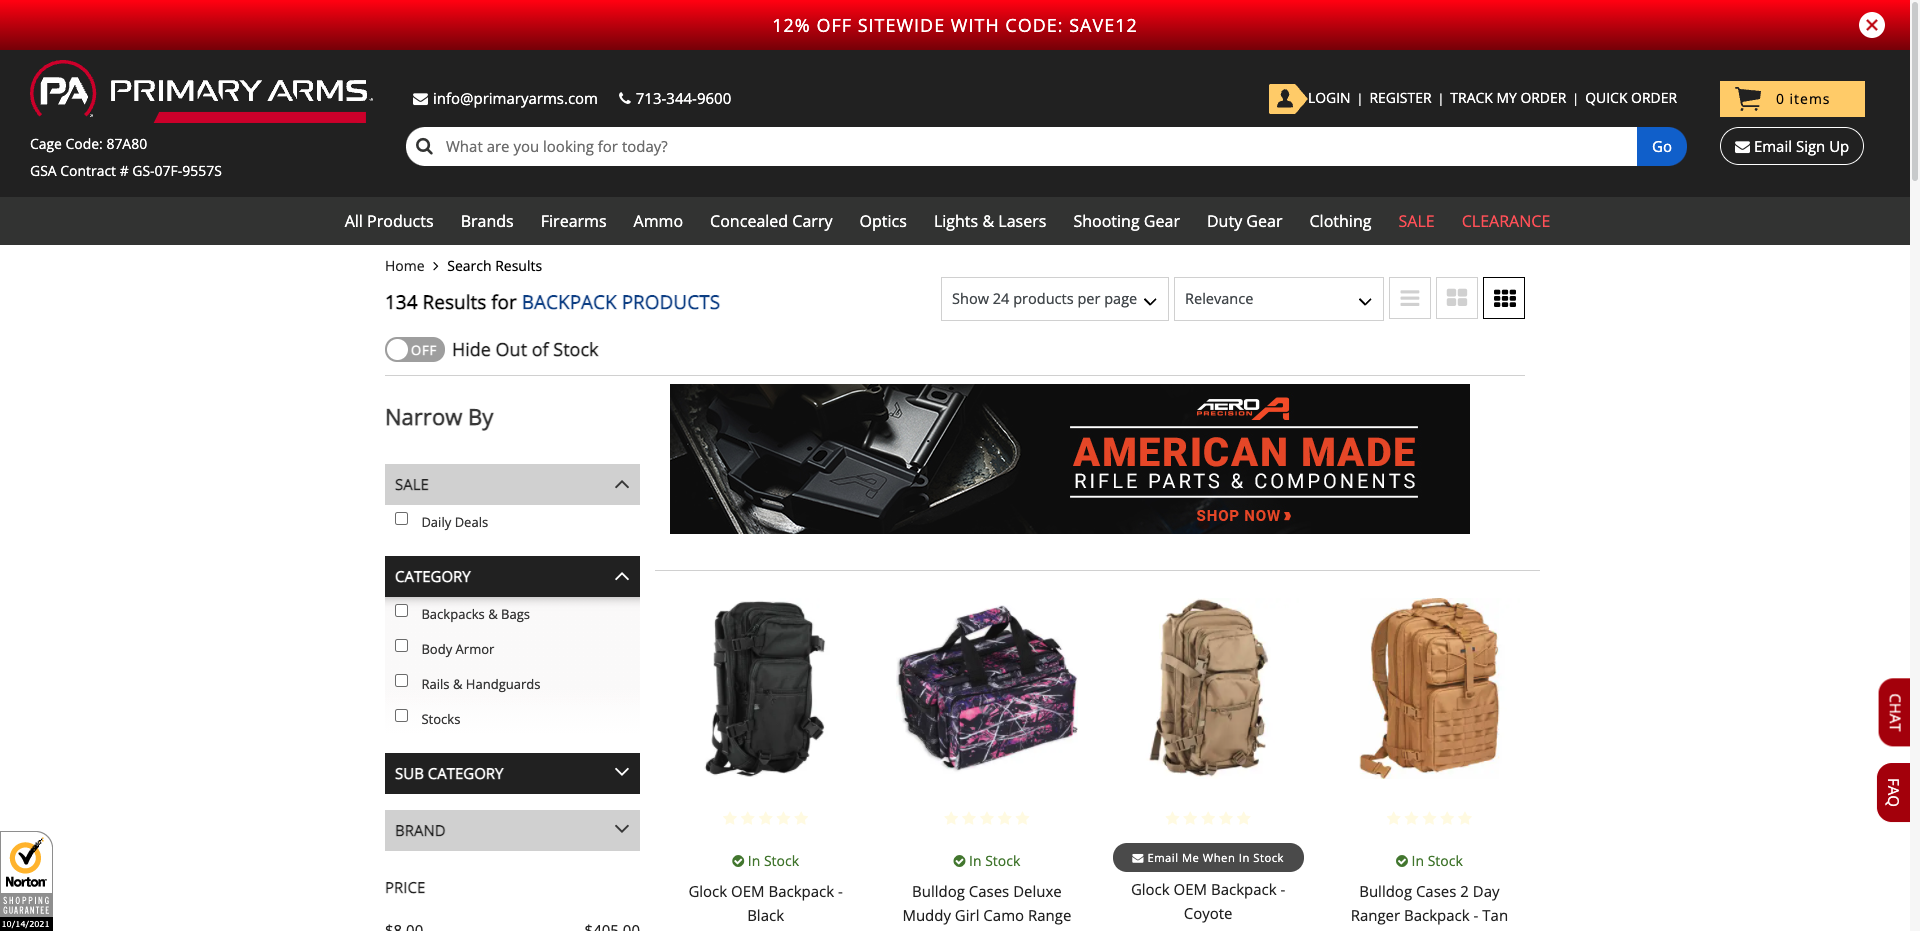 12% OFF SITEWIDE WITH CODE: SAVE12
PA PRIMARY ARMS
info@primaryarms.com 713-344-9600
LOGIN | REGISTER | TRACK MY ORDER | QUICK ORDER
0 items
Cage Code: 87A80
GSA Contract # GS-07F-9557S
What are you looking for today?
Go
Email Sign Up
All Products Brands Firearms Ammo Concealed Carry Optics Lights & Lasers Shooting Gear Duty Gear Clothing SALE CLEARANCE
Home > Search Results
134 Results for BACKPACK PRODUCTS
Show 24 products per page
Relevance
OFF Hide Out of Stock
Narrow By
SALE
Daily Deals
CATEGORY
Backpacks & Bags
Body Armor
Rails & Handguards
Stocks
SUB CATEGORY
BRAND
PRICE
$8.00 $405.00
AERO PRECISION
AMERICAN MADE
RIFLE PARTS & COMPONENTS
SHOP NOW
In Stock
Glock OEM Backpack -
Black
In Stock
Bulldog Cases Deluxe
Muddy Girl Camo Range
Email Me When In Stock
Glock OEM Backpack -
Coyote
In Stock
Bulldog Cases 2 Day
Ranger Backpack - Tan
CHAT
FAQ
Norton
SHOPPING
GUARANTEE
10/14/2021